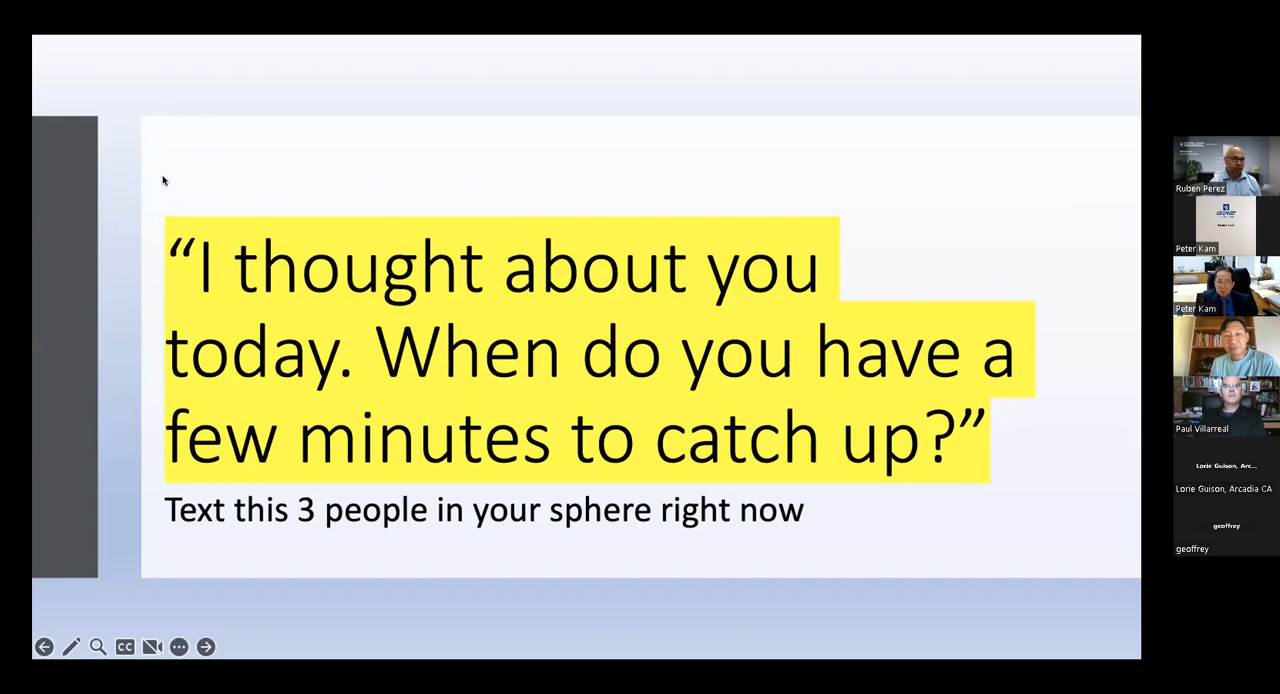 “I thought about you
today. When do you have a
few minutes to catch up?”
Text this 3 people in your sphere right now
CC
Ruben Perez
Peter Kam
Peter Kam
Paul Villarreal
Lorie Guison, Arc...
Lorie Guison, Arcadia CA
geoffrey
geoffrey